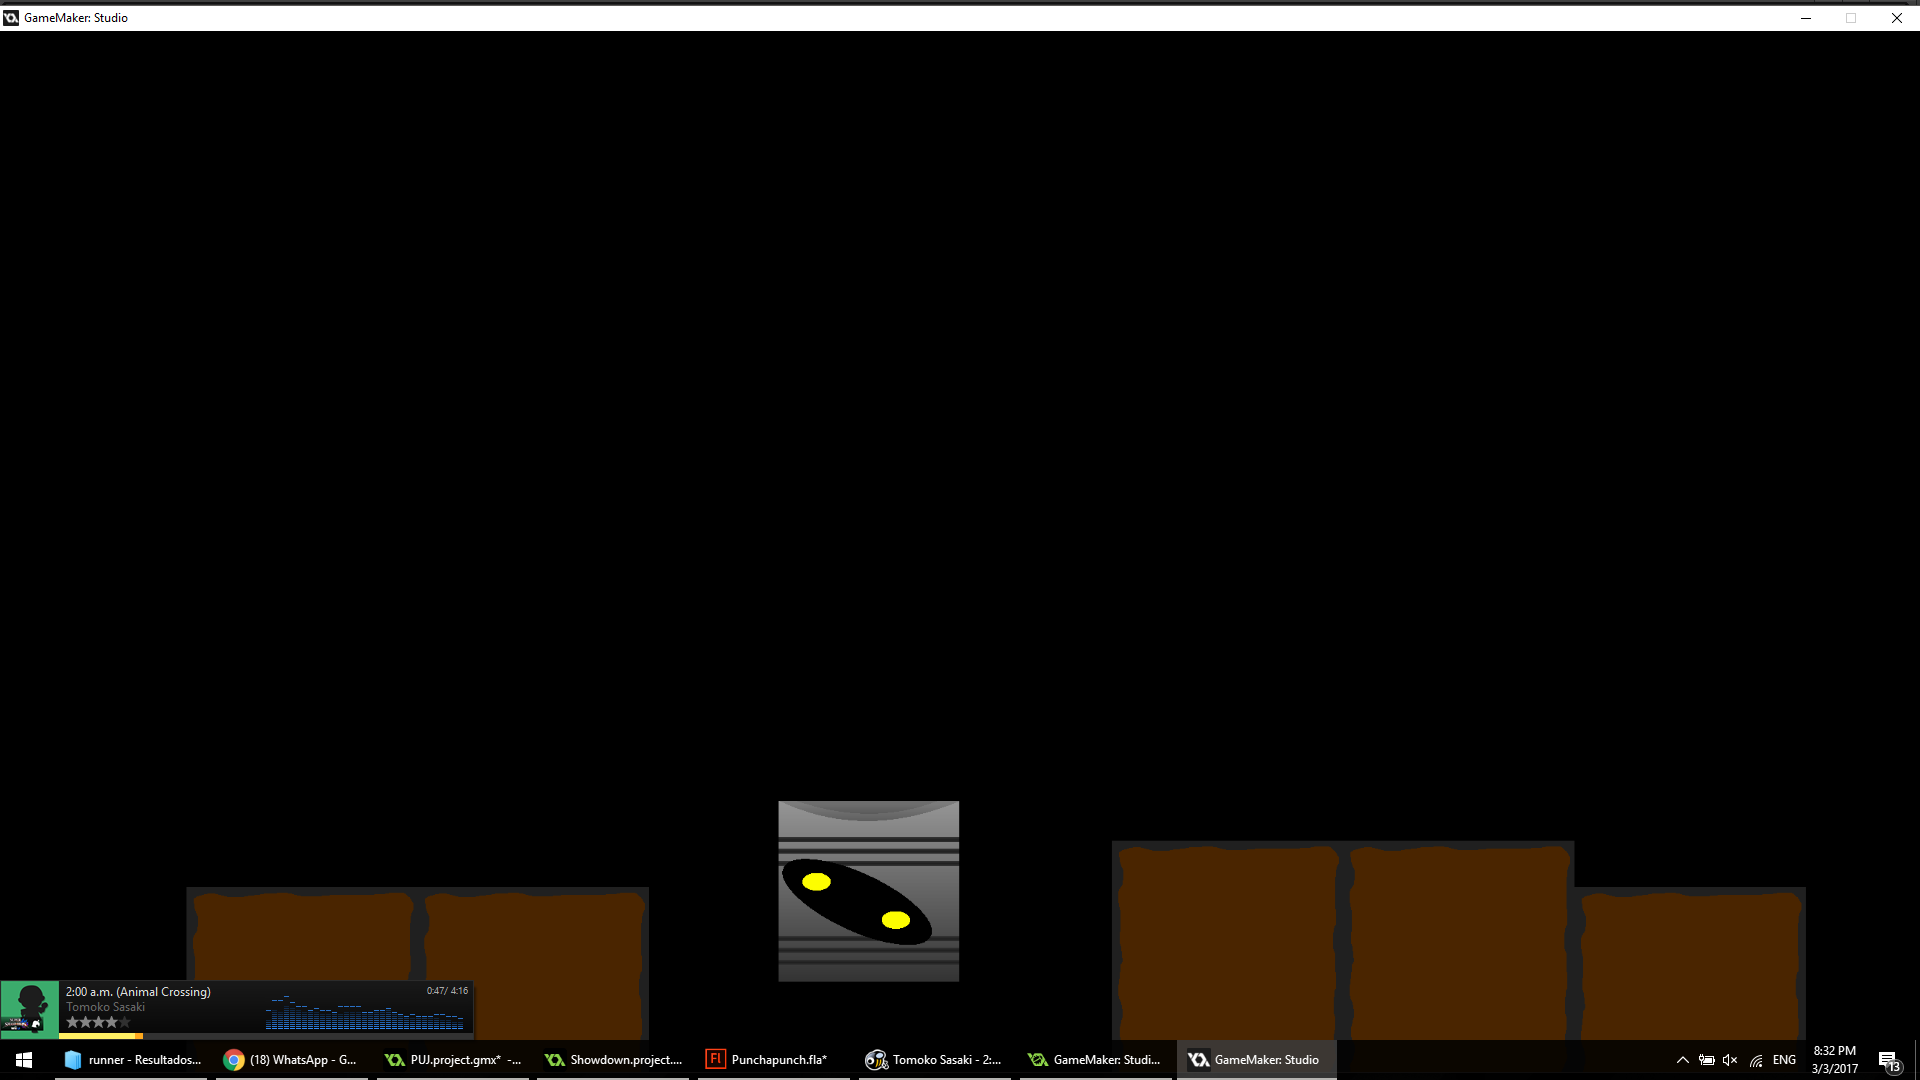 GameMaker: Studio
2:00 a.m. (Animal Crossing)
0:47/ 4:16
Tomoko Sasaki
runner - Resultados...
(18) WhatsApp - G...
PUJ.project.gmx* -...
Showdown.project....
Fl
Punchapunch.fla*
Tomoko Sasaki - 2:...
GameMaker: Studi...
GameMaker: Studio
ENG
8:32 PM
3/3/2017
13